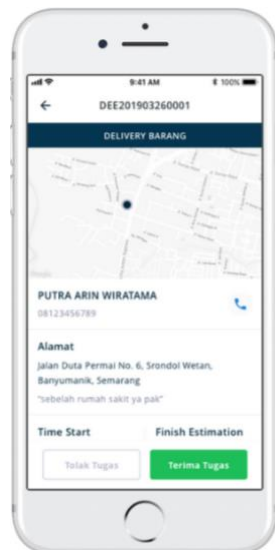 9:41 AM
100%
DEE201903260001
DELIVERY BARANG
PUTRA ARIN WIRATAMA
08123456789
Alamat
Jalan Duta Permai No. 6, Srondol Wetan,
Banyumanik, Semarang
"sebelah rumah sakit ya pak"
Time Start Finish Estimation
Tolak Tugas Terima Tugas